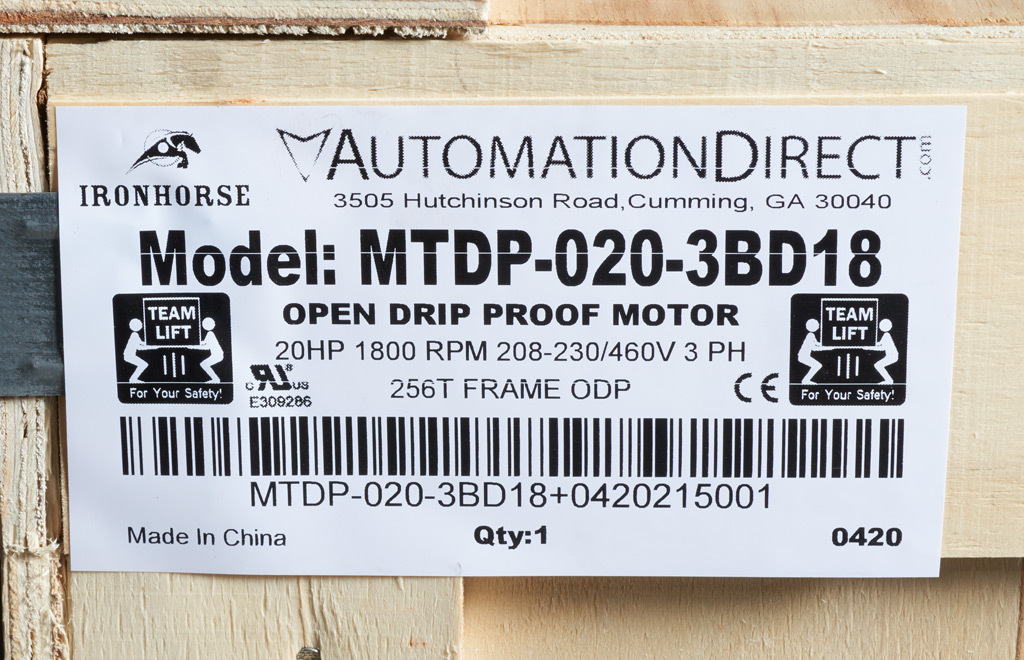 IRONHORSE
AUTOMATIONDIRECT.com
3505 Hutchinson Road,Cumming, GA 30040
Model: MTDP-020-3BD18
OPEN DRIP PROOF MOTOR
TEAM
LIFT
For Your Safety!
20HP 1800 RPM 208-230/460V 3 PH
256T FRAME ODP
c RU ® US
E309286
CE
TEAM
LIFT
For Your Safety!
MTDP-020-3BD18+0420215001
Made In China
Qty:1
0420